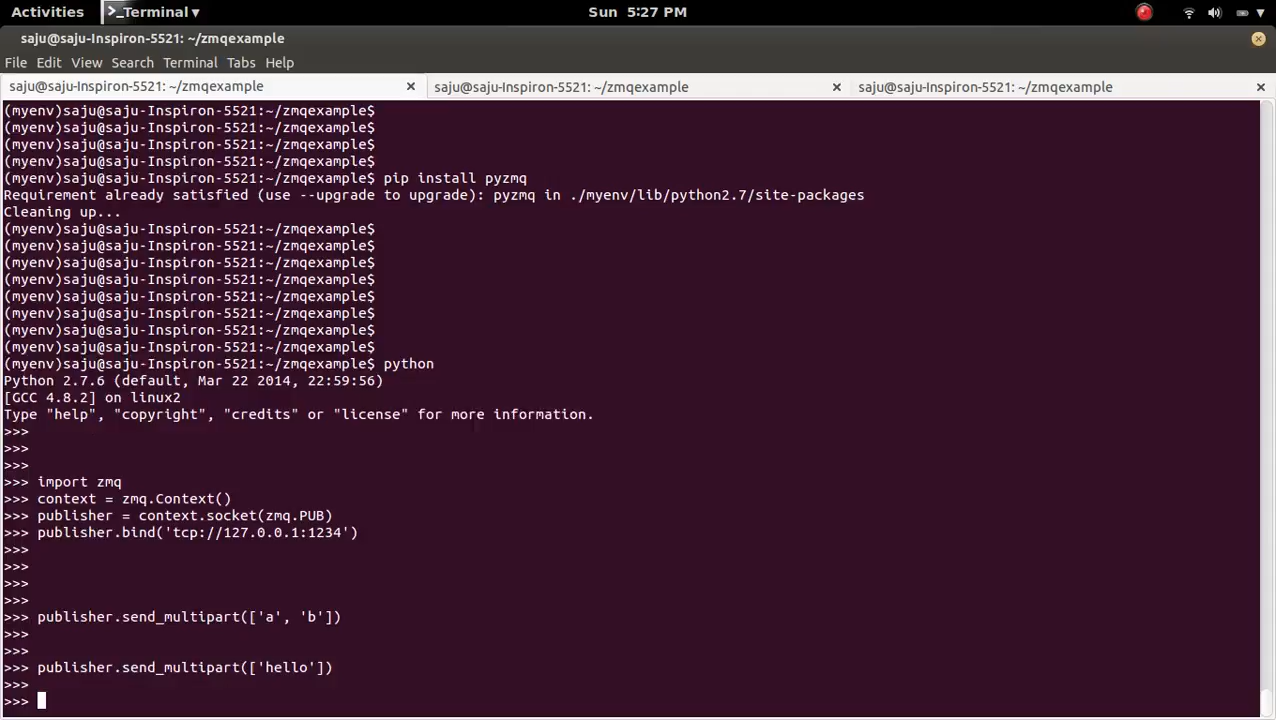 Activities
>_Terminal ▾
Sun 5:27 PM
saju@saju-Inspiron-5521: ~/zmqexample
File Edit View Search Terminal Tabs Help
saju@saju-Inspiron-5521: ~/zmqexample
saju@saju-Inspiron-5521: ~/zmqexample
saju@saju-Inspiron-5521: ~/zmqexample
(myenv)saju@saju-Inspiron-5521:~/zmqexample$
(myenv)saju@saju-Inspiron-5521:~/zmqexample$
(myenv)saju@saju-Inspiron-5521:~/zmqexample$
(myenv)saju@saju-Inspiron-5521:~/zmqexample$
(myenv)saju@saju-Inspiron-5521:~/zmqexample$ pip install pyzmq
Requirement already satisfied (use --upgrade to upgrade): pyzmq in ./myenv/lib/python2.7/site-packages
Cleaning up...
(myenv)saju@saju-Inspiron-5521:~/zmqexample$
(myenv)saju@saju-Inspiron-5521:~/zmqexample$
(myenv)saju@saju-Inspiron-5521:~/zmqexample$
(myenv)saju@saju-Inspiron-5521:~/zmqexample$
(myenv)saju@saju-Inspiron-5521:~/zmqexample$
(myenv)saju@saju-Inspiron-5521:~/zmqexample$
(myenv)saju@saju-Inspiron-5521:~/zmqexample$
(myenv)saju@saju-Inspiron-5521:~/zmqexample$
(myenv)saju@saju-Inspiron-5521:~/zmqexample$ python
Python 2.7.6 (default, Mar 22 2014, 22:59:56)
[GCC 4.8.2] on linux2
Type "help", "copyright", "credits" or "license" for more information.
>>>
>>>
>>>
>>> import zmq
>>> context = zmq.Context()
>>> publisher = context.socket(zmq.PUB)
>>> publisher.bind('tcp://127.0.0.1:1234')
>>>
>>>
>>>
>>>
>>> publisher.send_multipart(['a', 'b'])
>>>
>>>
>>> publisher.send_multipart(['hello'])
>>>
>>>